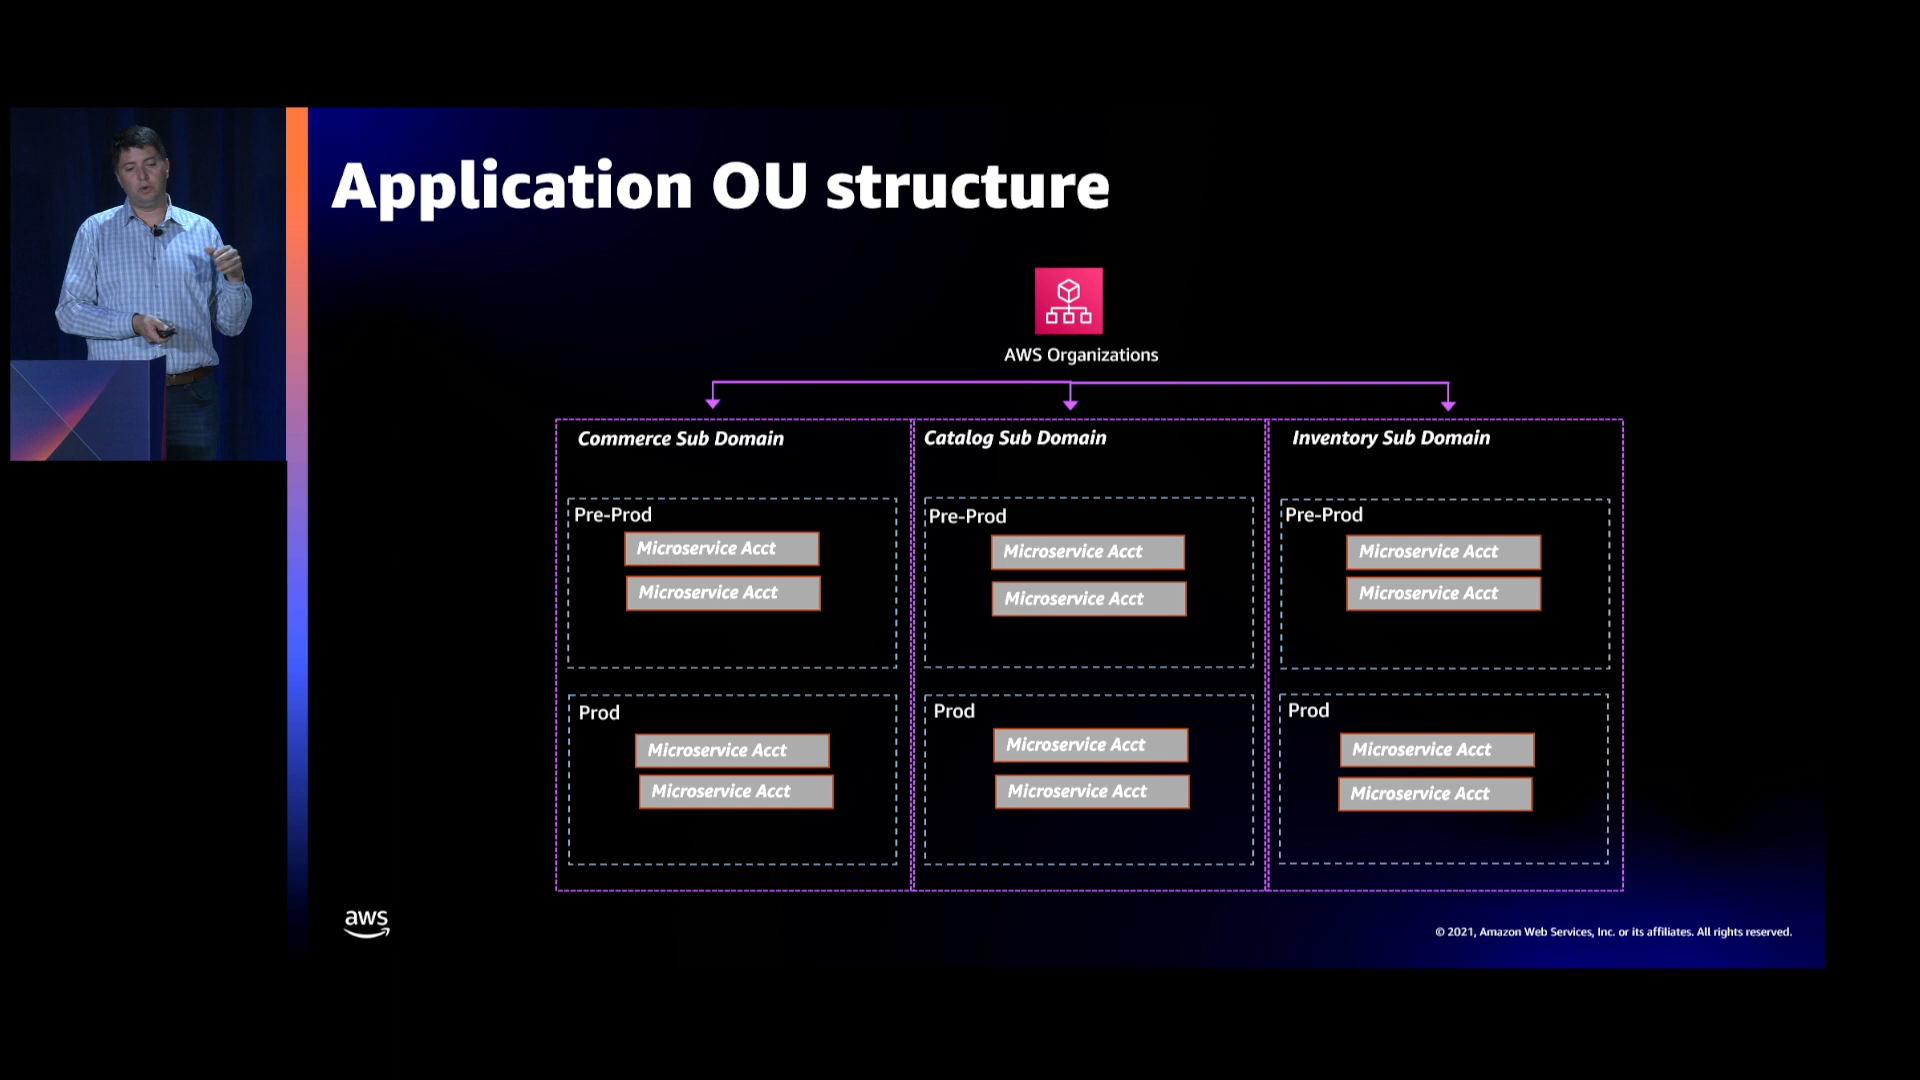 Application OU structure
AWS Organizations
Commerce Sub Domain
Pre-Prod
Microservice Acct
Microservice Acct
Prod
Microservice Acct
Microservice Acct
Catalog Sub Domain
Pre-Prod
Microservice Acct
Microservice Acct
Prod
Microservice Acct
Microservice Acct
Inventory Sub Domain
Pre-Prod
Microservice Acct
Microservice Acct
Prod
Microservice Acct
Microservice Acct
aws
© 2021, Amazon Web Services, Inc. or its affiliates. All rights reserved.